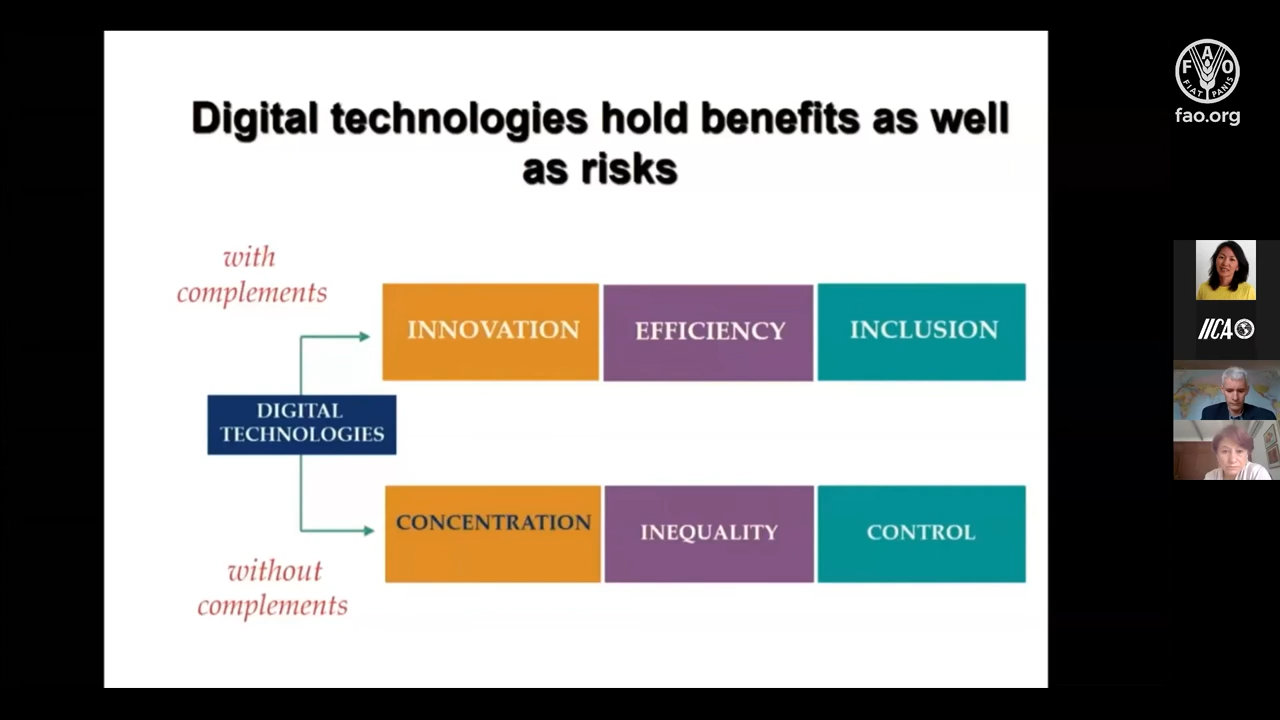 Digital technologies hold benefits as well
as risks
with
complements
INNOVATION
EFFICIENCY
INCLUSION
DIGITAL
TECHNOLOGIES
CONCENTRATION
INEQUALITY
CONTROL
without
complements
F A O
FIAT PANIS
fao.org
IICA